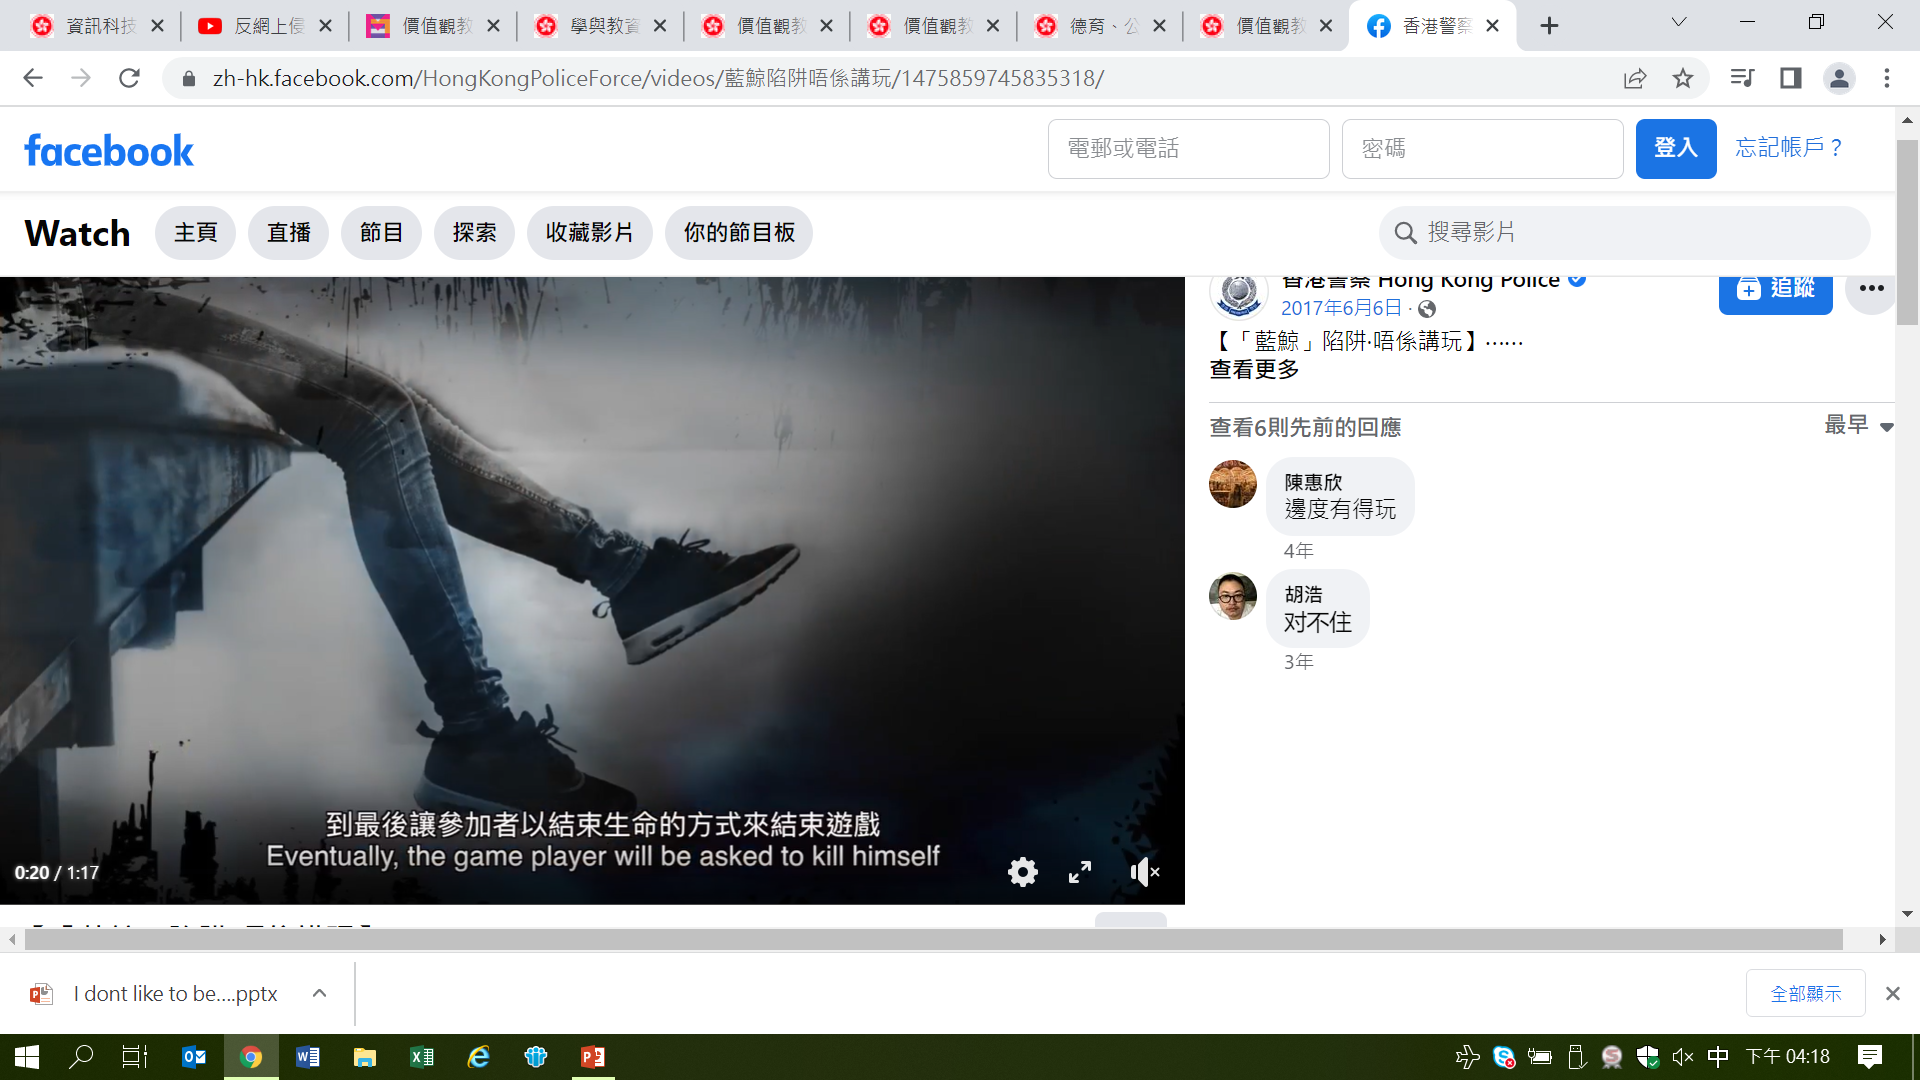 資訊科技
反網上侵
價值觀教
學與教資
價值觀教
價值觀教
德育、公
價值觀教
香港警察
zh-hk.facebook.com/HongKongPoliceForce/videos/藍鯨陷阱唔係講玩/1475859745835318/
facebook
電郵或電話
密碼
登入
忘記帳戶？
Watch
主頁
直播
節目
探索
收藏影片
你的節目板
搜尋影片
香港警察 Hong Kong Police
追蹤
2017年6月6日
【「藍鯨」陷阱·唔係講玩】……
查看更多
查看6則先前的回應
最早
陳惠欣
邊度有得玩
4年
胡浩
对不住
3年
到最後讓參加者以結束生命的方式來結束遊戲
Eventually, the game player will be asked to kill himself
0:20 / 1:17
I dont like to be....pptx
全部顯示
中
下午 04:18